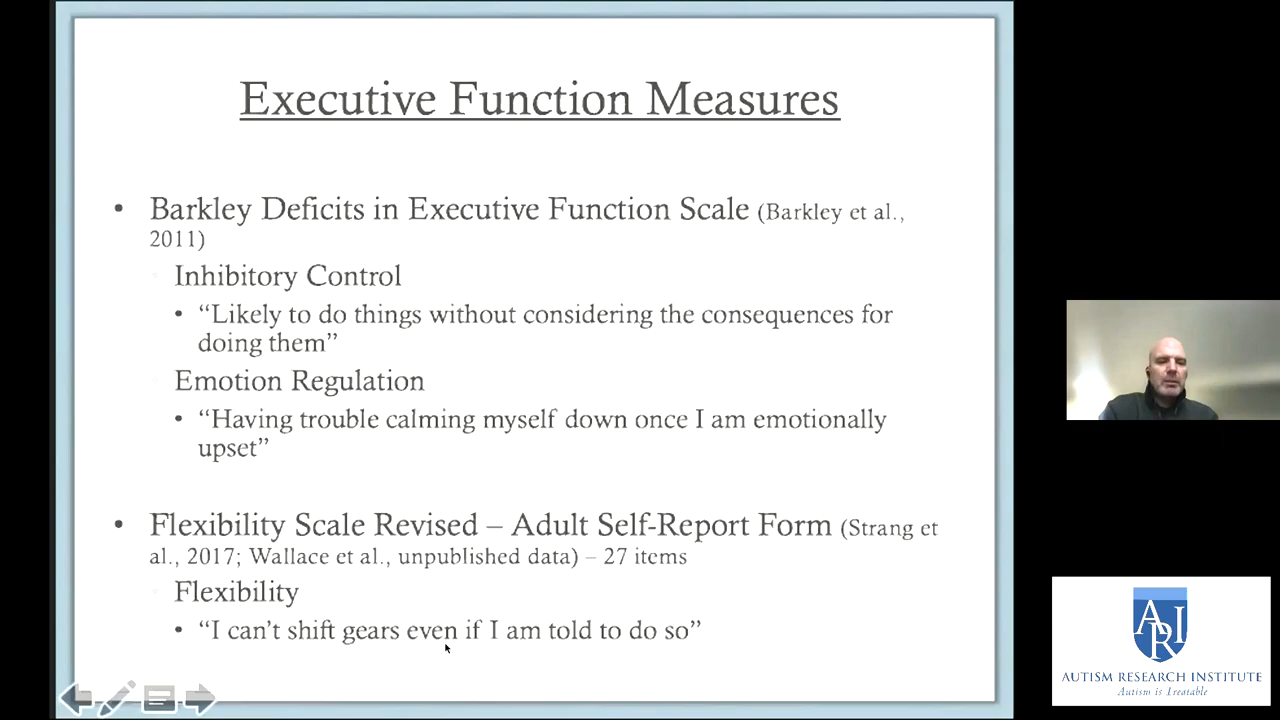 Executive Function Measures
• Barkley Deficits in Executive Function Scale (Barkley et al.,
2011)
Inhibitory Control
• “Likely to do things without considering the consequences for
doing them”
Emotion Regulation
• “Having trouble calming myself down once I am emotionally
upset”
• Flexibility Scale Revised – Adult Self-Report Form (Strang et
al., 2017; Wallace et al., unpublished data) – 27 items
Flexibility
• “I can’t shift gears even if I am told to do so”
ARI
AUTISM RESEARCH INSTITUTE
Autism is Treatable